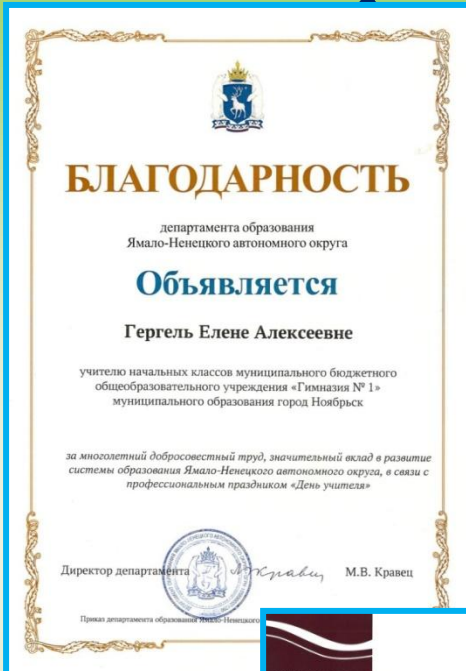 БЛАГОДАРНОСТЬ
департамента образования
Ямало-Ненецкого автономного округа
Объявляется
Гергель Елене Алексеевне
учителю начальных классов муниципального бюджетного
общеобразовательного учреждения «Гимназия № 1»
муниципального образования город Ноябрьск
за многолетний добросовестный труд, значительный вклад в развитие
системы образования Ямало-Ненецкого автономного округа, в связи с
профессиональным праздником «День учителя»
Директор департамента М.В. Кравец
Приказ департамента образования Ямало-Ненецкого